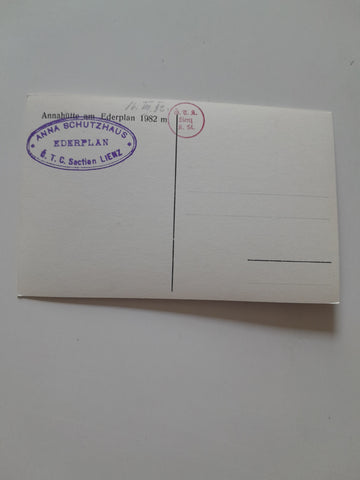 Annahütte am Ederplan 1982 m
ANNA SCHUTZHAUS
EDERPLAN
Ö. T. C. Section LIENZ